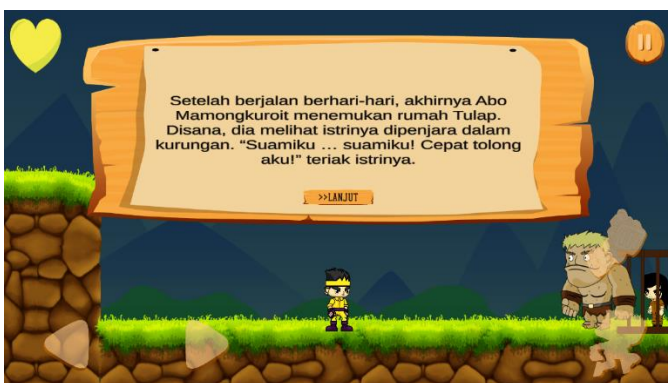 Setelah berjalan berhari-hari, akhirnya Abo
Mamongkuroit menemukan rumah Tulap.
Disana, dia melihat istrinya dipenjara dalam
kurungan. “Suamiku ... suamiku! Cepat tolong
aku!” teriak istrinya.
>>LANJUT